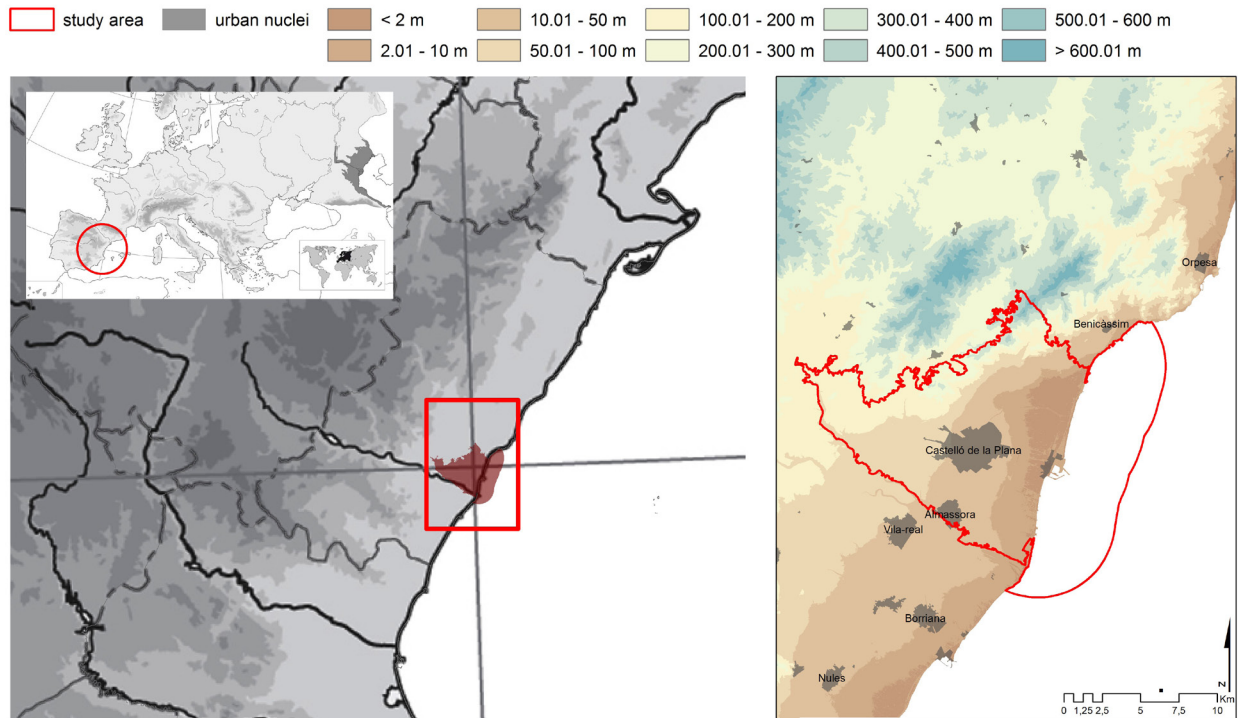 study area urban nuclei < 2 m 10.01 - 50 m 100.01 - 200 m 300.01 - 400 m 500.01 - 600 m
2.01 - 10 m 50.01 - 100 m 200.01 - 300 m 400.01 - 500 m > 600.01 m
Orpesa
Benicàssim
Castelló de la Plana
Almassora
Vila-real
Borriana
Nules
N
Km
0 1,25 2,5 5 7,5 10